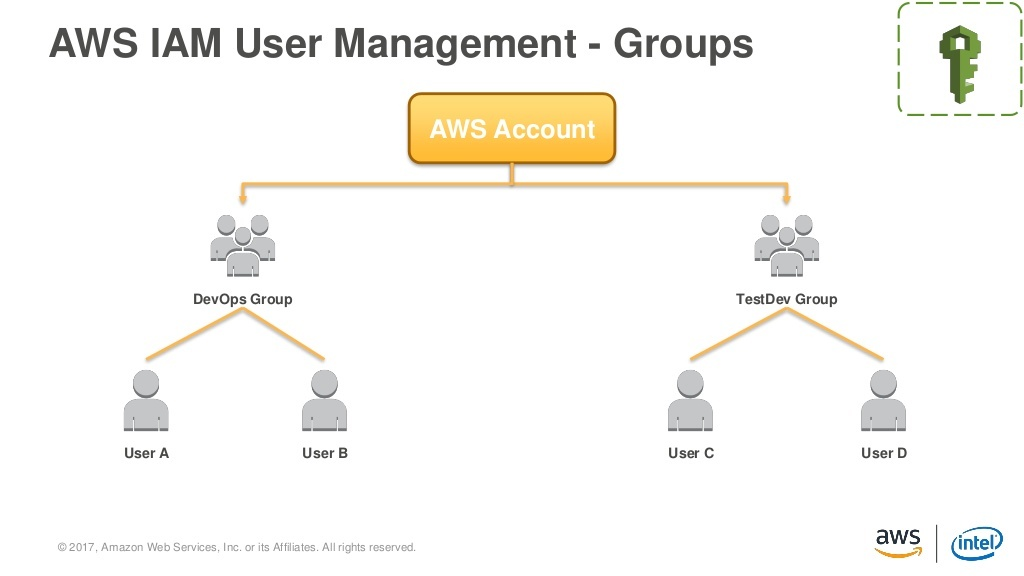 AWS IAM User Management - Groups
AWS Account
DevOps Group
TestDev Group
User A
User B
User C
User D
© 2017, Amazon Web Services, Inc. or its Affiliates. All rights reserved.
aws
intel